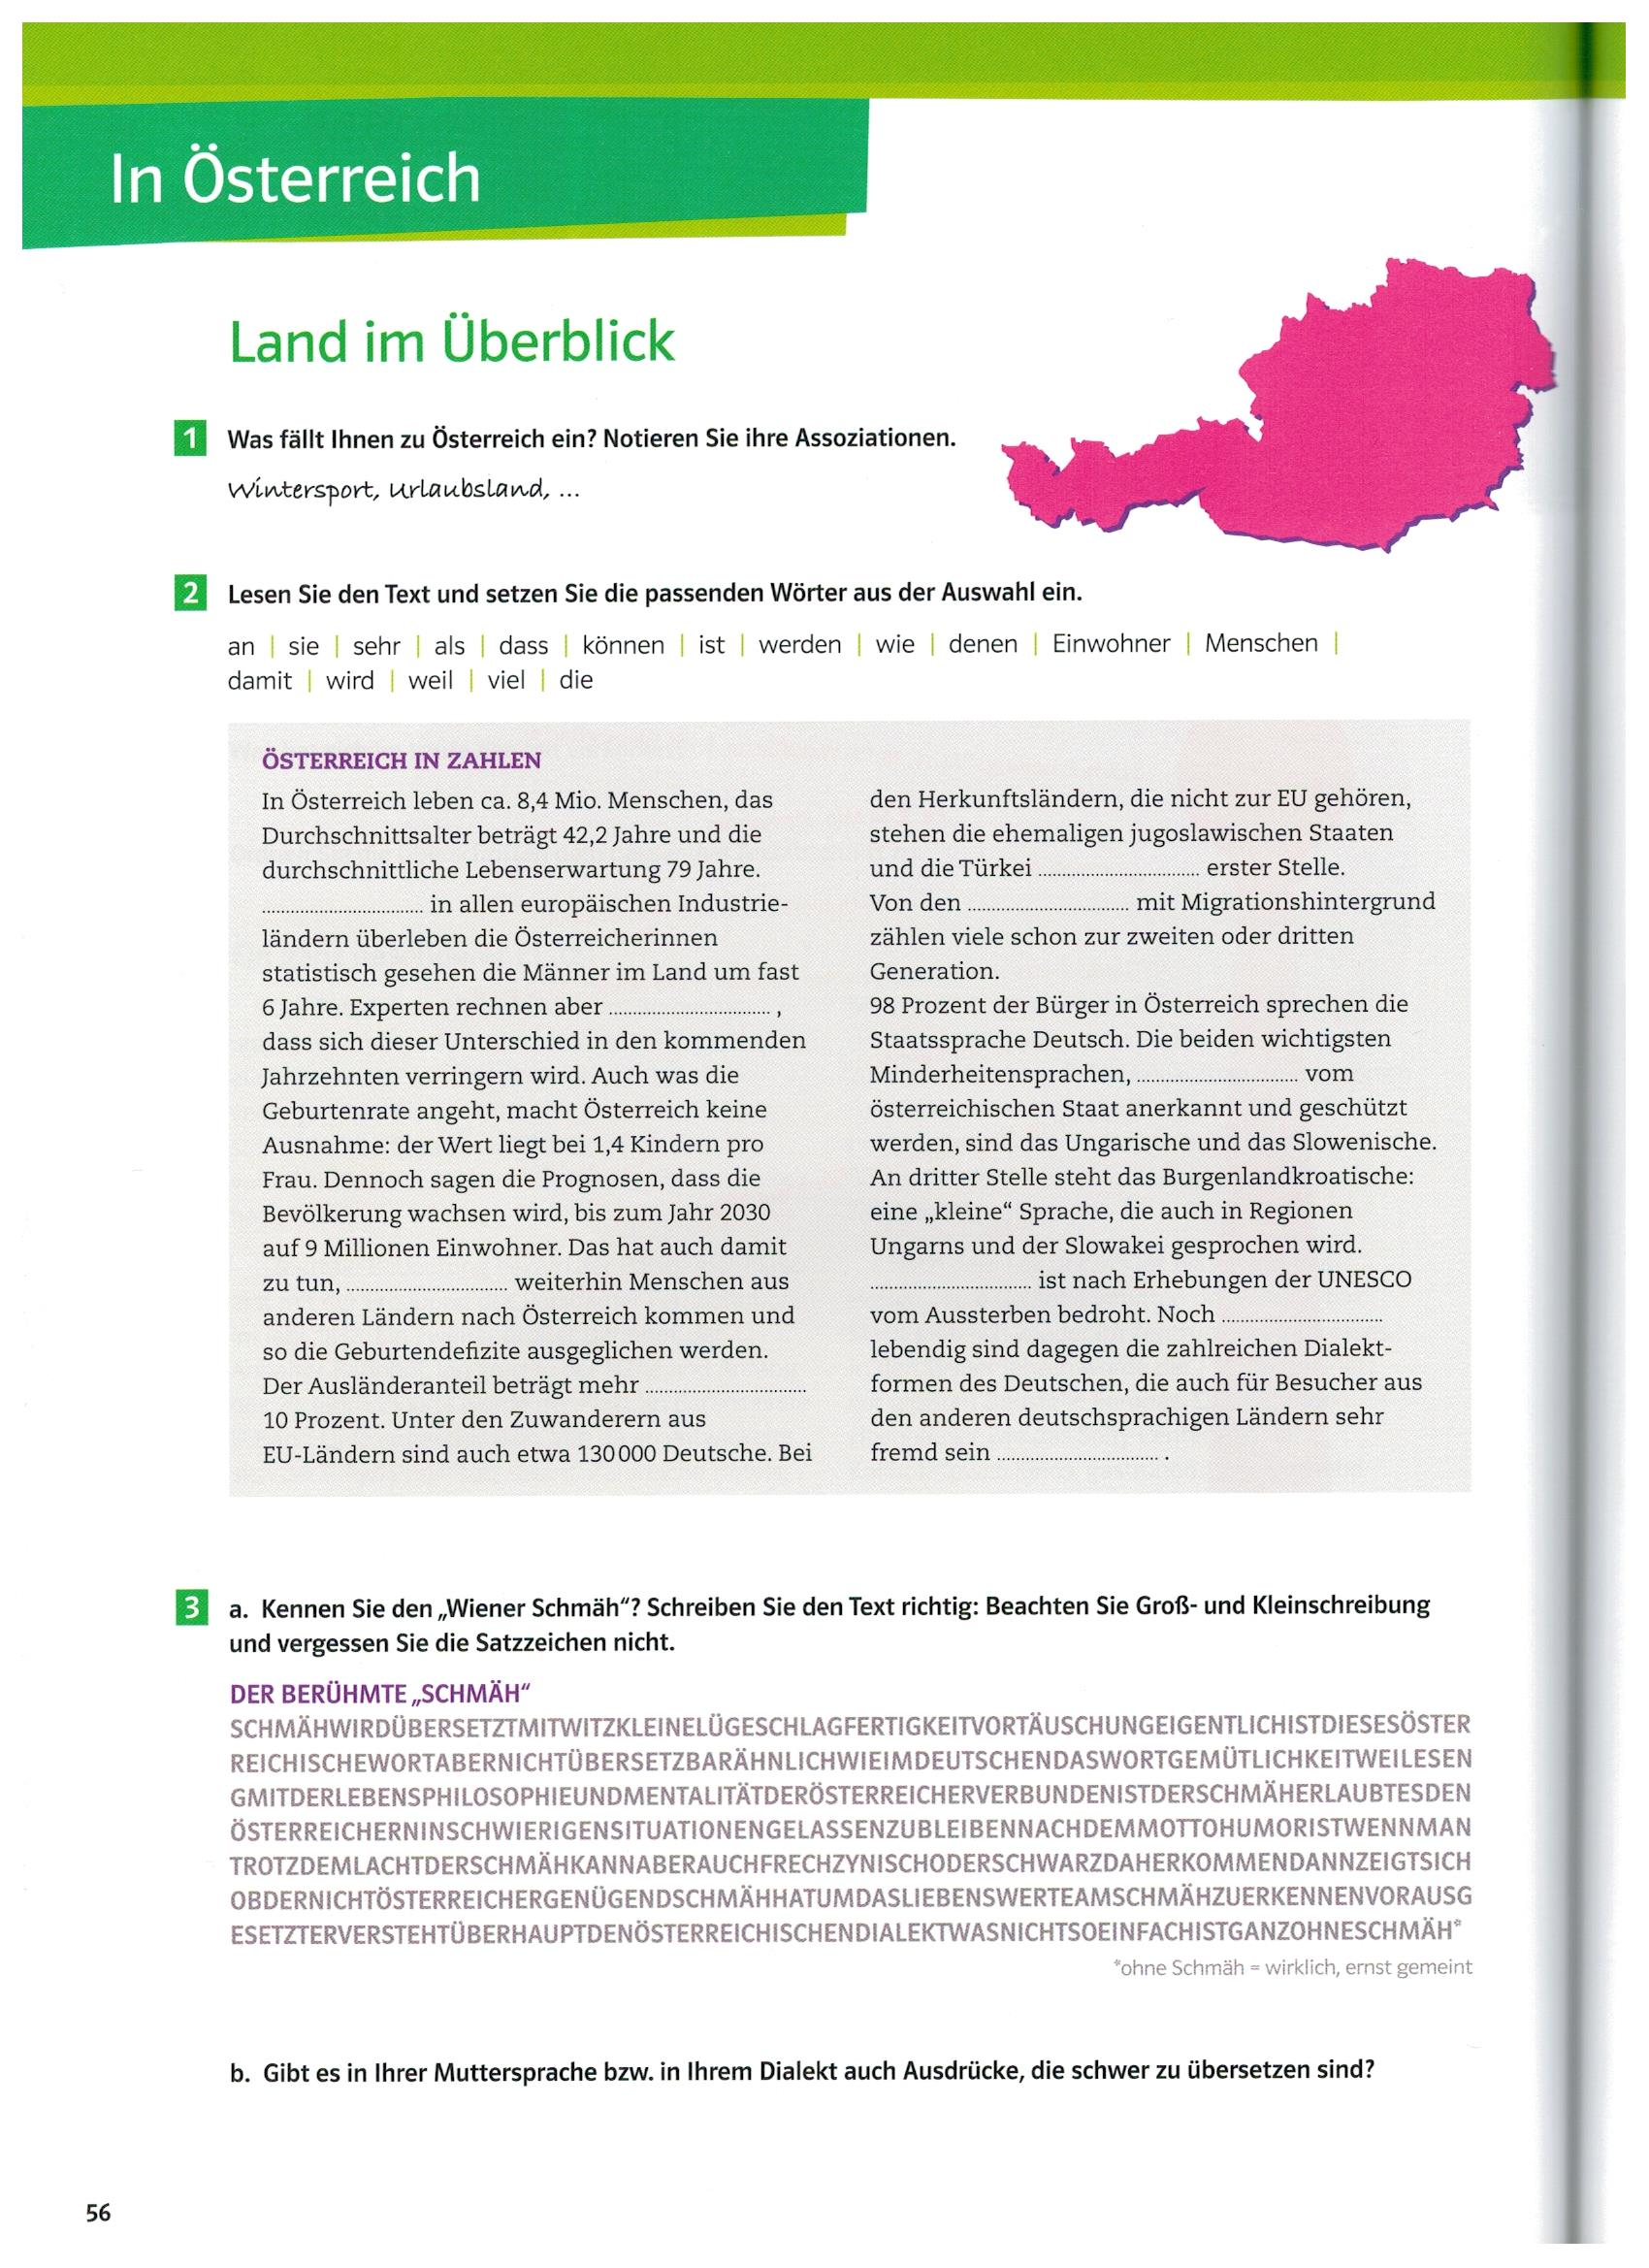 In Österreich
Land im Überblick
1 Was fällt Ihnen zu Österreich ein? Notieren Sie ihre Assoziationen.
Wintersport, Urlaubsland, ...
2 Lesen Sie den Text und setzen Sie die passenden Wörter aus der Auswahl ein.
an | sie | sehr | als | dass | können | ist | werden | wie | denen | Einwohner | Menschen |
damit | wird | weil | viel | die
ÖSTERREICH IN ZAHLEN
In Österreich leben ca. 8,4 Mio. Menschen, das
Durchschnittsalter beträgt 42,2 Jahre und die
durchschnittliche Lebenserwartung 79 Jahre.
................................ in allen europäischen Industrie-
ländern überleben die Österreicherinnen
statistisch gesehen die Männer im Land um fast
6 Jahre. Experten rechnen aber ................................ ,
dass sich dieser Unterschied in den kommenden
Jahrzehnten verringern wird. Auch was die
Geburtenrate angeht, macht Österreich keine
Ausnahme: der Wert liegt bei 1,4 Kindern pro
Frau. Dennoch sagen die Prognosen, dass die
Bevölkerung wachsen wird, bis zum Jahr 2030
auf 9 Millionen Einwohner. Das hat auch damit
zu tun, ................................ weiterhin Menschen aus
anderen Ländern nach Österreich kommen und
so die Geburtendefizite ausgeglichen werden.
Der Ausländeranteil beträgt mehr ................................
10 Prozent. Unter den Zuwanderern aus
EU-Ländern sind auch etwa 130 000 Deutsche. Bei
den Herkunftsländern, die nicht zur EU gehören,
stehen die ehemaligen jugoslawischen Staaten
und die Türkei ................................ erster Stelle.
Von den ................................ mit Migrationshintergrund
zählen viele schon zur zweiten oder dritten
Generation.
98 Prozent der Bürger in Österreich sprechen die
Staatssprache Deutsch. Die beiden wichtigsten
Minderheitensprachen, ................................ vom
österreichischen Staat anerkannt und geschützt
werden, sind das Ungarische und das Slowenische.
An dritter Stelle steht das Burgenlandkroatische:
eine „kleine“ Sprache, die auch in Regionen
Ungarns und der Slowakei gesprochen wird.
................................ ist nach Erhebungen der UNESCO
vom Aussterben bedroht. Noch ................................
lebendig sind dagegen die zahlreichen Dialekt-
formen des Deutschen, die auch für Besucher aus
den anderen deutschsprachigen Ländern sehr
fremd sein ................................ .
3 a. Kennen Sie den „Wiener Schmäh“? Schreiben Sie den Text richtig: Beachten Sie Groß- und Kleinschreibung
und vergessen Sie die Satzzeichen nicht.
DER BERÜHMTE „SCHMÄH“
SCHMÄHWIRDÜBERSETZTMITWITZKLEINELÜGESCHLAGFERTIGKEITVORTÄUSCHUNGEIGENTLICHISTDIESESÖSTER
REICHISCHEWORTABERNICHTÜBERSETZBARÄHNLICHWIEIMDEUTSCHENDASWORTGEMÜTLICHKEITWEILESEN
GMITDERLEBENSPHILOSOPHIEUNDMENTALITÄTDERÖSTERREICHERVERBUNDENISTDERSCHMÄHERLAUBTESDEN
ÖSTERREICHERNINSCHWIERIGENSITUATIONENGELASSENZUBLEIBENNACHDEMMOTTOHUMORISTWENNMAN
TROTZDEMLACHTDERSCHMÄHKANNABERAUCHFRECHZYNISCHODERSCHWARZDAHERKOMMENDANNZEIGTSICH
OBDERNICHTÖSTERREICHERGENÜGENDSCHMÄHHATUMDASLIEBENSWERTEAMSCHMÄHZUERKENNENVORAUSG
ESETZTERVERSTEHTÜBERHAUPTDENÖSTERREICHISCHENDIALEKTWASNICHTSOEINFACHISTGANZOHNESCHMÄH*
*ohne Schmäh = wirklich, ernst gemeint
b. Gibt es in Ihrer Muttersprache bzw. in Ihrem Dialekt auch Ausdrücke, die schwer zu übersetzen sind?
56